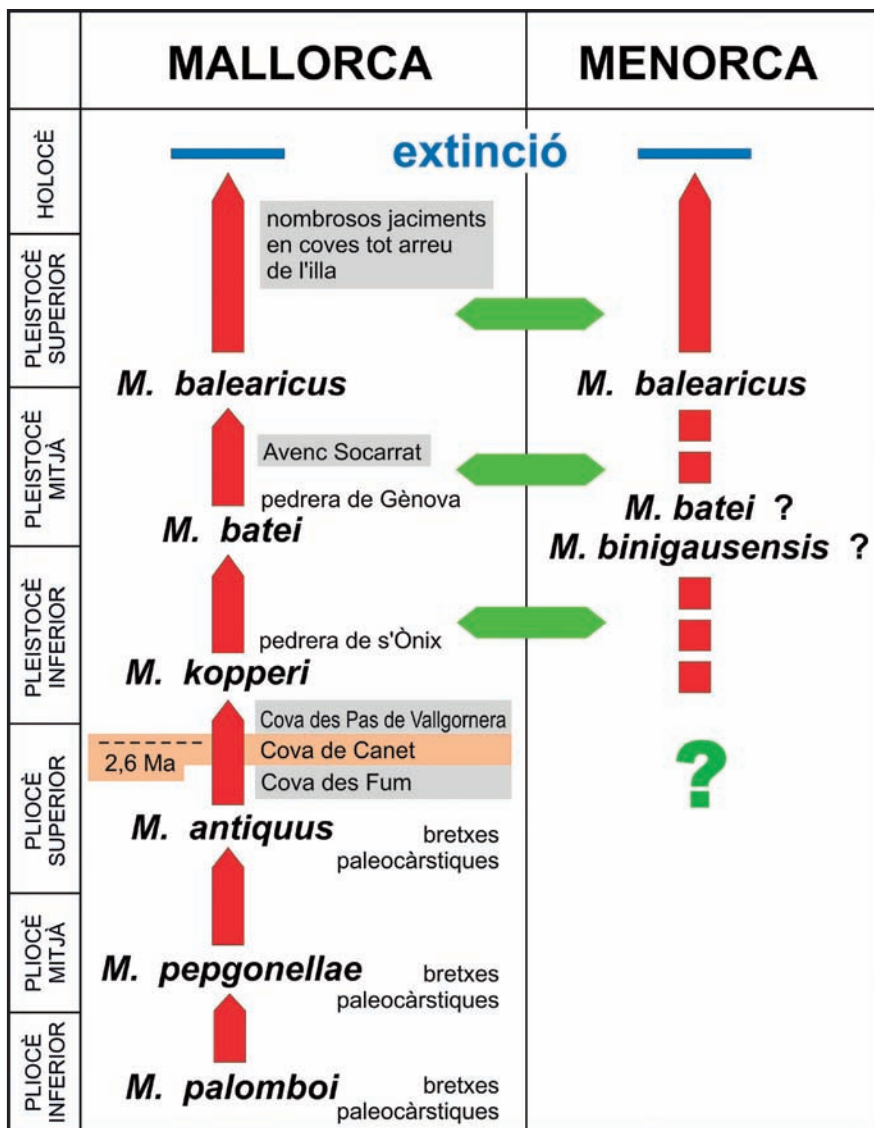 MALLORCA
MENORCA
HOLOCÈ
extinció
nombrosos jaciments
en coves tot arreu
de l'illa
PLEISTOCÈ
SUPERIOR
M. balearicus
M. balearicus
PLEISTOCÈ
MITJÀ
Avenc Socarrat
pedrera de Gènova
M. batei
M. batei ?
M. binigausensis ?
PLEISTOCÈ
INFERIOR
pedrera de s'Ònix
M. kopperi
Cova des Pas de Vallgornera
Cova de Canet
2,6 Ma
Cova des Fum
?
PLIOCÈ
SUPERIOR
M. antiquus
bretxes
paleocàrstiques
PLIOCÈ
MITJÀ
M. pepgonellae
bretxes
paleocàrstiques
PLIOCÈ
INFERIOR
M. palomboi
bretxes
paleocàrstiques